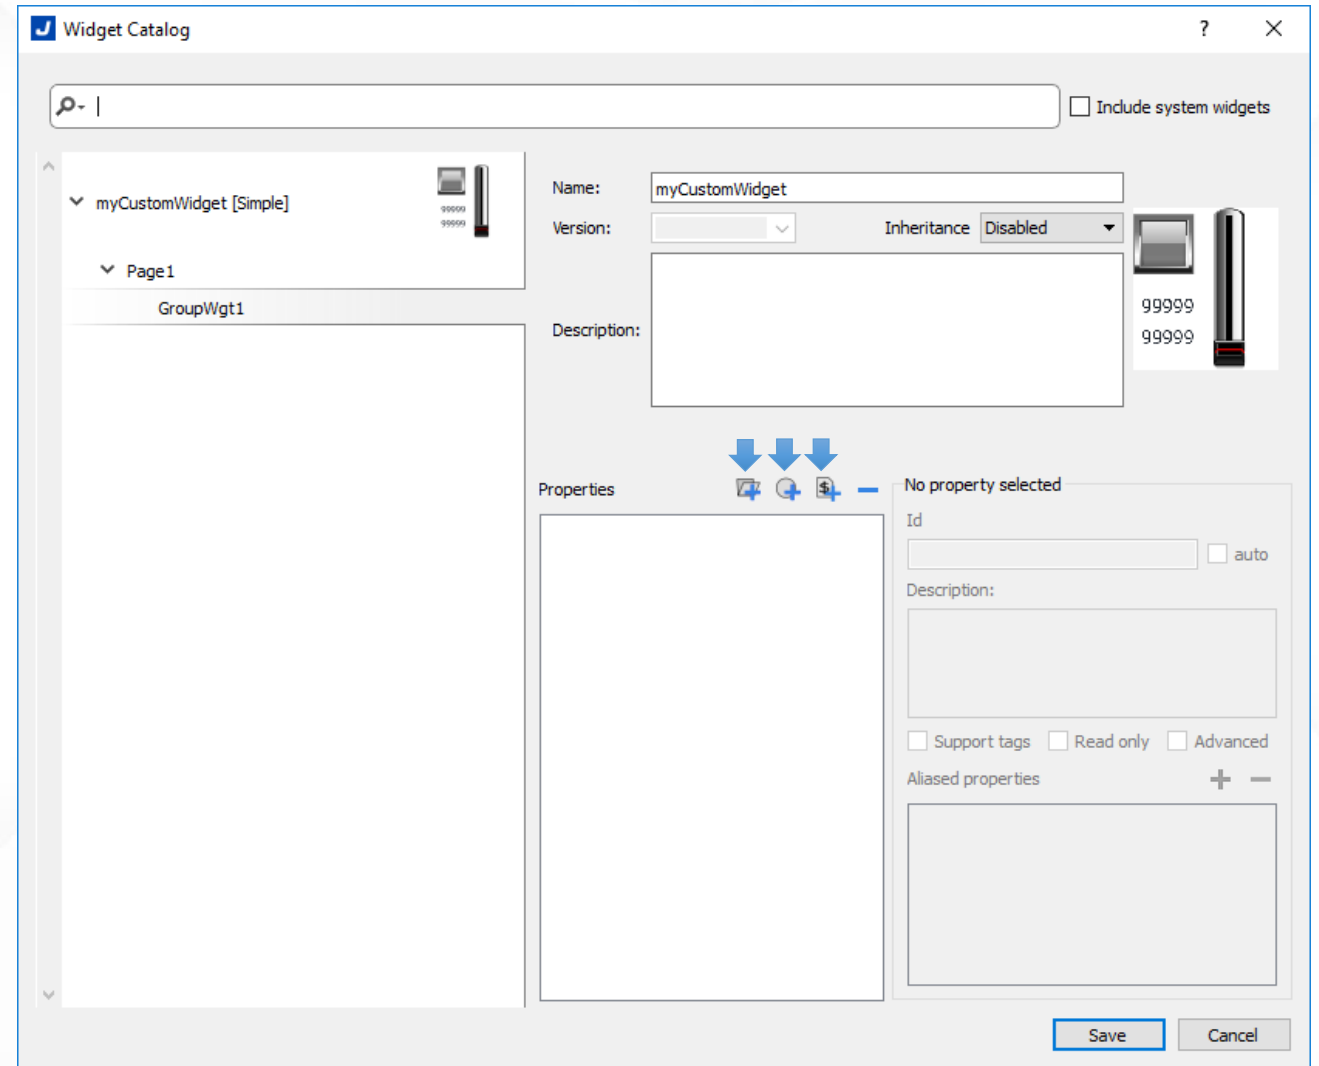 J Widget Catalog ?
Include system widgets
myCustomWidget [Simple]
99999
99999
Page1
GroupWgt1
Name: myCustomWidget
Version: Inheritance Disabled
Description:
99999
99999
Properties $
No property selected
Id
auto
Description:
Support tags Read only Advanced
Aliased properties
Save Cancel